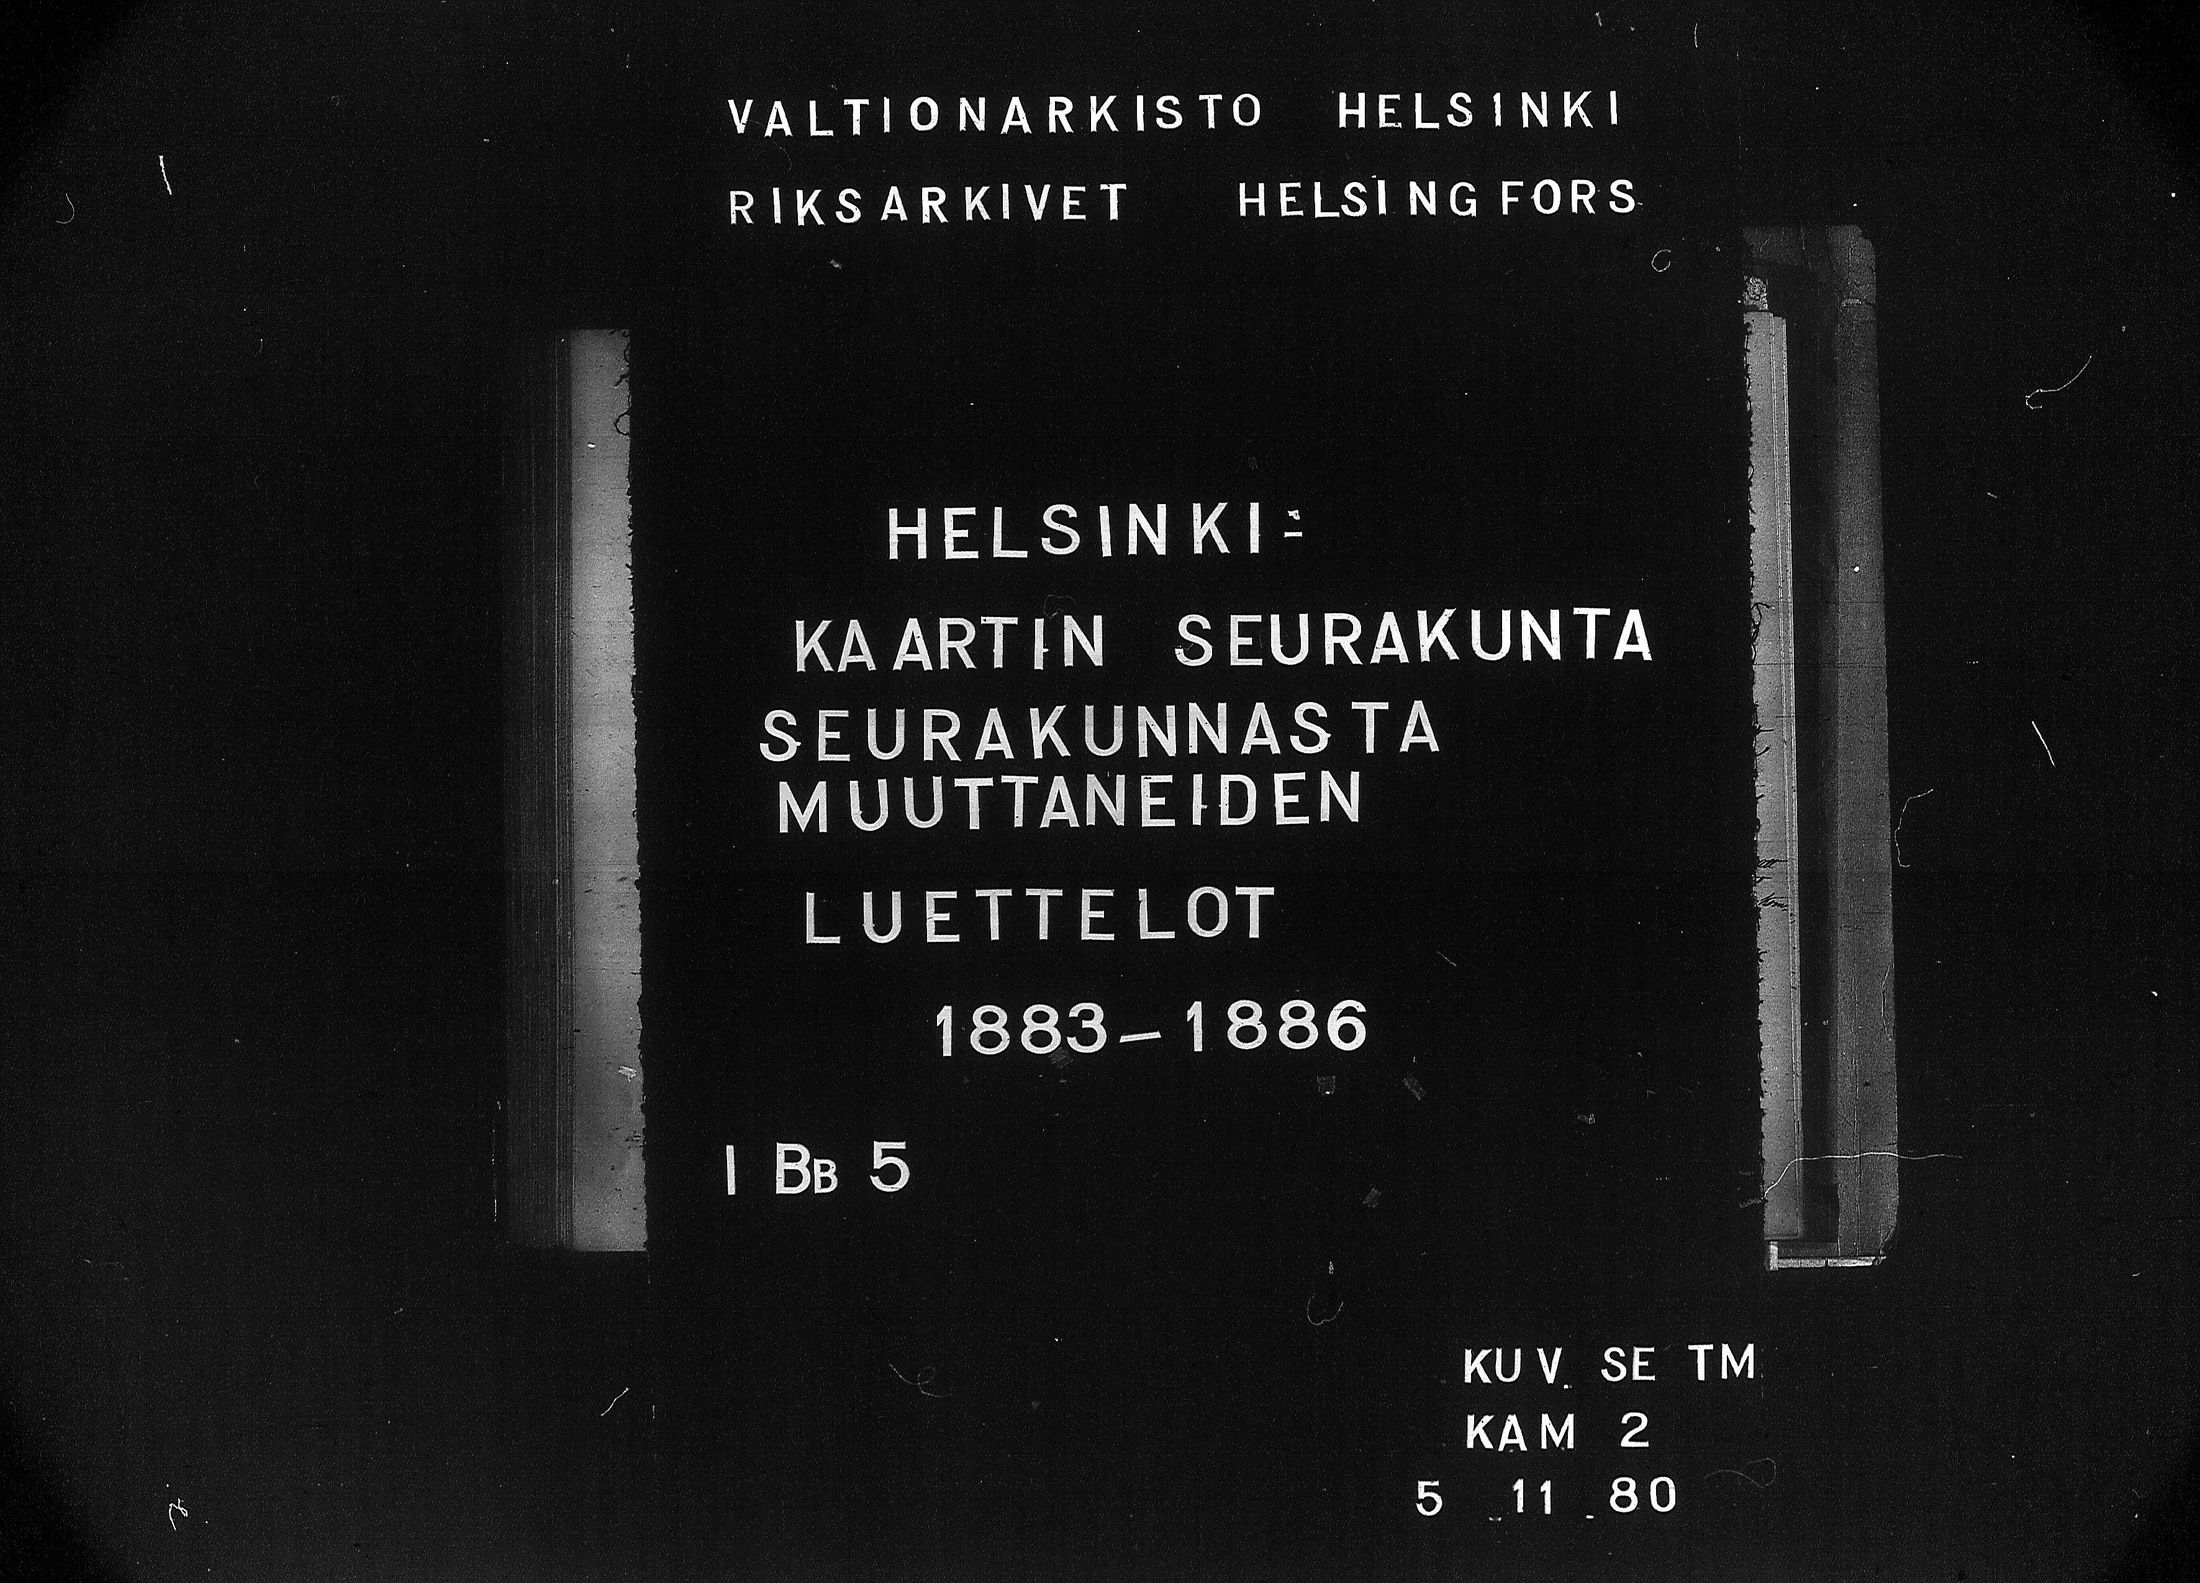 VALTIONARKISTO HELSINKI
RIKSARKIVET HELSINGFORS
HELSINKI:
KAARTIN SEURAKUNTA
SEURAKUNNASTA
MUUTTANEIDEN
LUETTELOT
1883-1886
I BB 5
KUV. SE TM
KAM 2
5.11.80